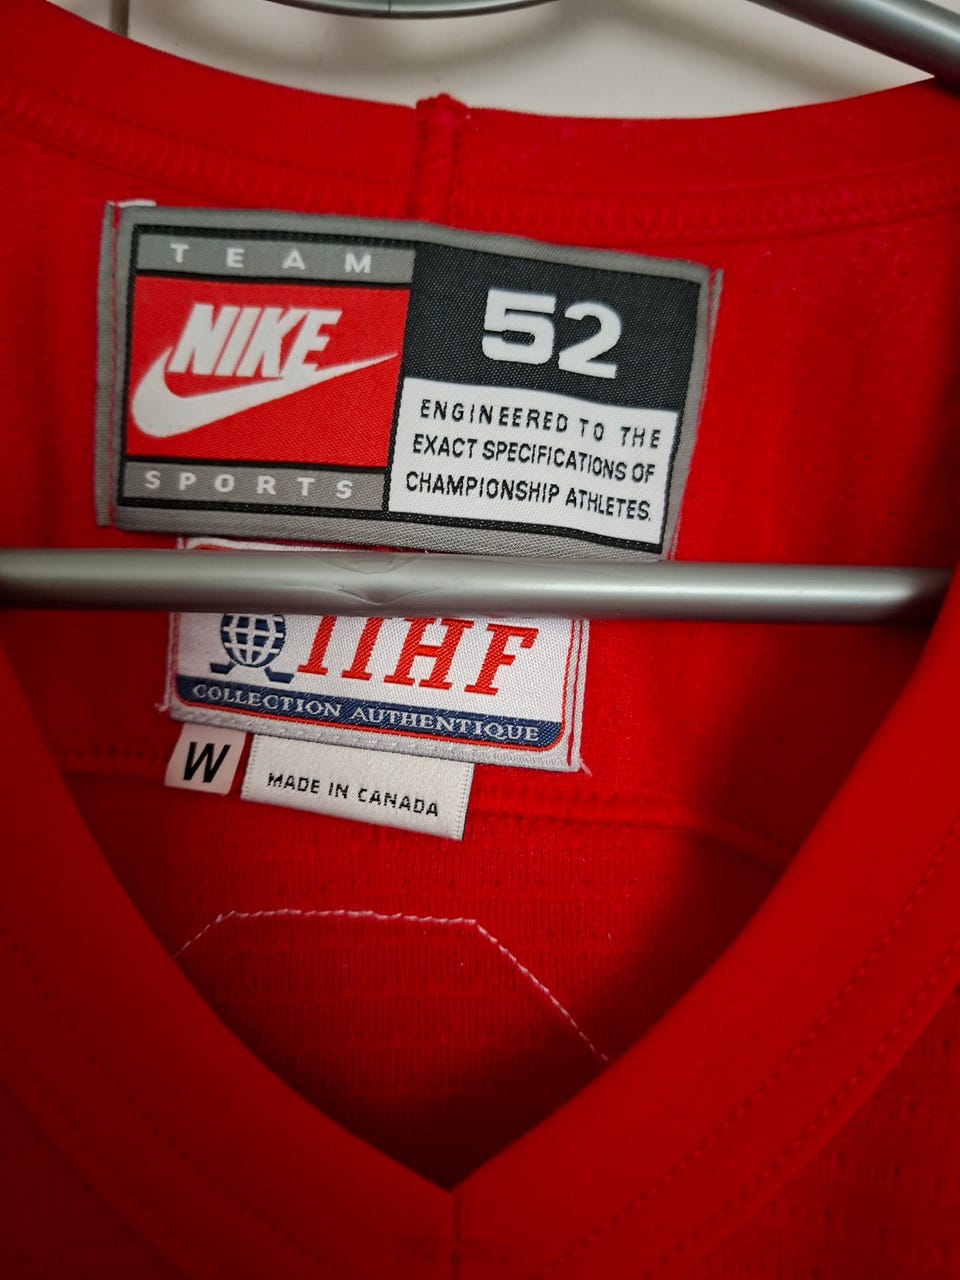 TEAM
NIKE
SPORTS
52
ENGINEERED TO THE
EXACT SPECIFICATIONS OF
CHAMPIONSHIP ATHLETES.
IIHF
COLLECTION AUTHENTIQUE
W
MADE IN CANADA